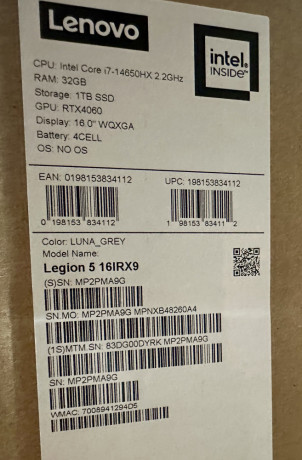 Lenovo
intel
INSIDE™
CPU: Intel Core i7-14650HX 2.2GHz
RAM: 32GB
Storage: 1TB SSD
GPU: RTX4060
Display: 16.0" WQXGA
Battery: 4CELL
OS: NO OS
EAN: 0198153834112
UPC: 198153834112
0 198153 834112
1 98153 83411 2
Color: LUNA_GREY
Model Name:
Legion 5 16IRX9
(S)SN: MP2PMA9G
SN.MO: MP2PMA9G MPNXB48260A4
(1S)MTM.SN: 83DG00DYRK MP2PMA9G
SN: MP2PMA9G
WMAC: 7008941294D5